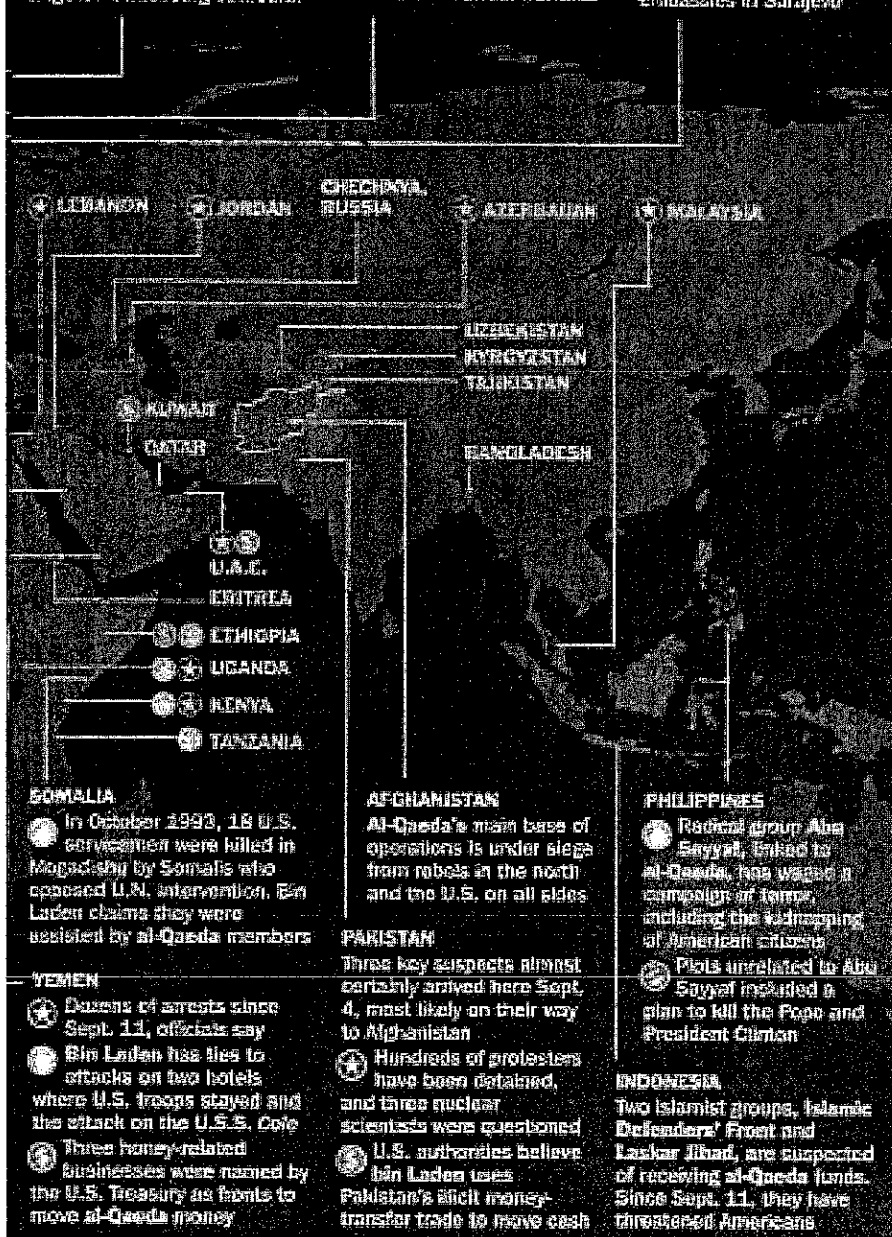 Embassies in Sarajevo
LEBANON
JORDAN
CHECHNYA,
RUSSIA
AZERBAIJAN
MALAYSIA
UZBEKISTAN
KYRGYZSTAN
TAJIKISTAN
KUWAIT
QATAR
BANGLADESH
U.A.E.
ERITREA
ETHIOPIA
UGANDA
KENYA
TANZANIA
SOMALIA
In October 1993, 18 U.S.
servicemen were killed in
Mogadishu by Somalis who
opposed U.N. intervention. Bin
Laden claims they were
assisted by al-Qaeda members
YEMEN
Dozens of arrests since
Sept. 11, officials say
Bin Laden has ties to
attacks on two hotels
where U.S. troops stayed and
the attack on the U.S.S. Cole
Three honey-related
businesses were named by
the U.S. Treasury as fronts to
move al-Qaeda money
AFGHANISTAN
Al-Qaeda's main base of
operations is under siege
from rebels in the north
and the U.S. on all sides
PAKISTAN
Three key suspects almost
certainly arrived here Sept.
4, most likely on their way
to Afghanistan
Hundreds of protesters
have been detained,
and three nuclear
scientists were questioned
U.S. authorities believe
bin Laden uses
Pakistan's illicit money-
transfer trade to move cash
PHILIPPINES
Radical group Abu
Sayyaf, linked to
al-Qaeda, has waged a
campaign of terror,
including the kidnapping
of American citizens
Plots unrelated to Abu
Sayyaf included a
plan to kill the Pope and
President Clinton
INDONESIA
Two Islamist groups, Islamic
Defenders' Front and
Laskar Jihad, are suspected
of receiving al-Qaeda funds.
Since Sept. 11, they have
threatened Americans